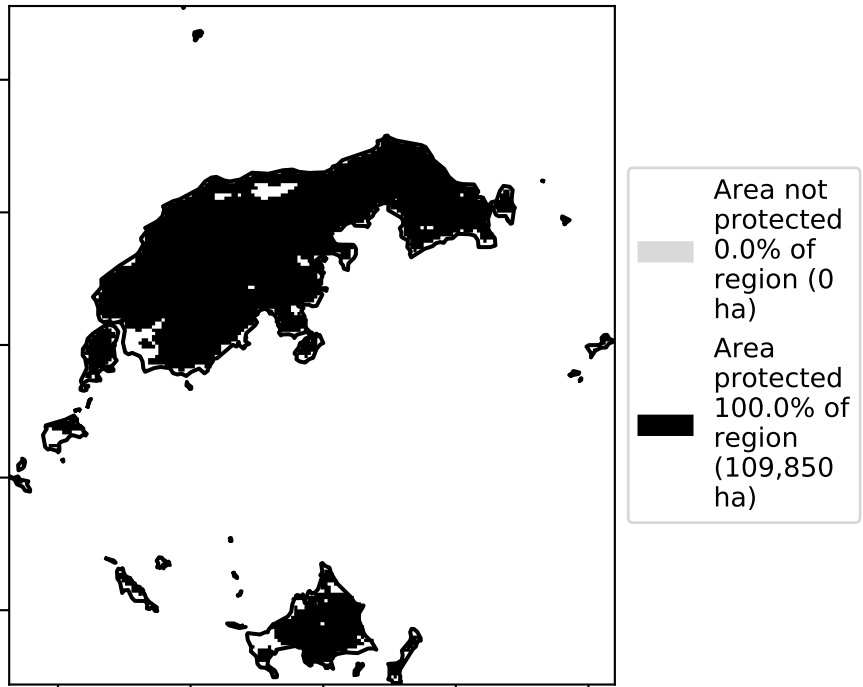 Area not
protected
0.0% of
region (0
ha)
Area
protected
100.0% of
region
(109,850
ha)